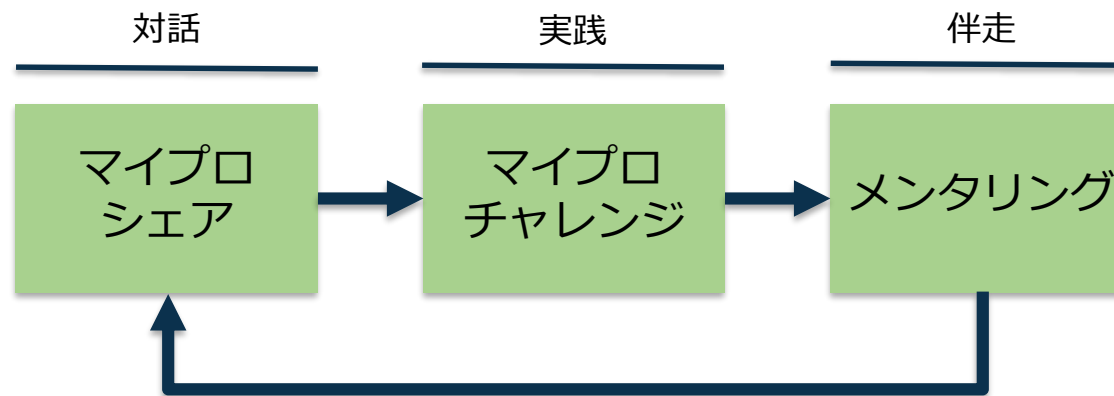 対話
実践
伴走
マイプロ
シェア
マイプロ
チャレンジ
メンタリング